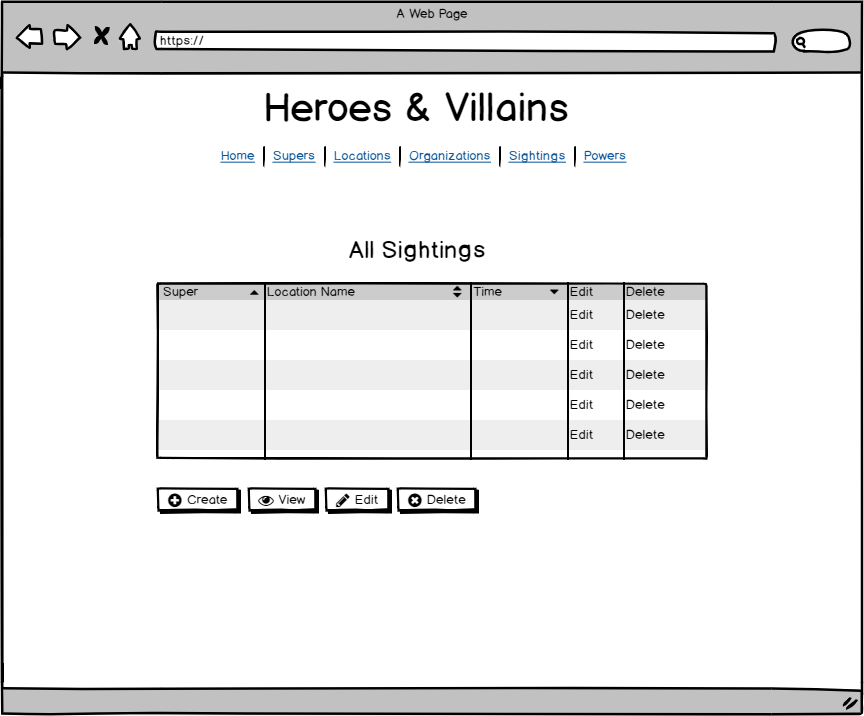 A Web Page
https://
Heroes & Villains
Home Supers Locations Organizations Sightings Powers
All Sightings
Super Location Name Time Edit Delete
Edit Delete
Edit Delete
Edit Delete
Edit Delete
Edit Delete
Create View Edit Delete